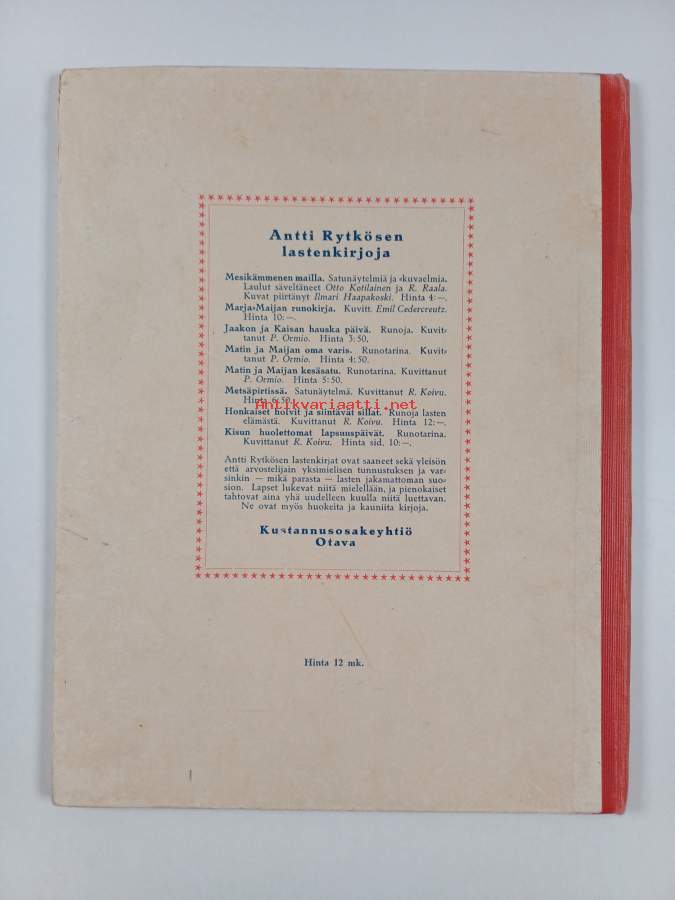 Antti Rytkösen
lastenkirjoja
Mesikämmenen mailla. Satunäytelmiä ja ‐kuvaelmia.
Laulut säveltäneet Otto Kotilainen ja R. Raala.
Kuvat piirtänyt Ilmari Haapakoski. Hinta 4:—.
Marja‐Maijan runokirja. Kuvitt. Emil Cedercreutz.
Hinta 10:—.
Jaakon ja Kaisan hauska päivä. Runoja. Kuvit‐
tanut P. Ormio. Hinta 3:50,
Matin ja Maijan oma varis. Runotarina. Kuvit‐
tanut P. Ormio. Hinta 4:50.
Matin ja Maijan kesäsatu. Runotarina. Kuvittanut
P. Ormio. Hinta 5:50.
Metsäpirtissä. Satunäytelmä. Kuvittanut R. Koivu.
Hinta 6:50.
Antikvariaatti.net
Honkaiset holvit ja siintävät sillat. Runoja lasten
elämästä. Kuvittanut R. Koivu. Hinta 12:—.
Kisun huolettomat lapsuuspäivät. Runotarina.
Kuvittanut R. Koivu. Hinta sid. 10:—.
Antti Rytkösen lastenkirjat ovat saaneet sekä yleisön
että arvostelijain yksimielisen tunnustuksen ja var‐
sinkin — mikä parasta — lasten jakamattoman suo‐
sion. Lapset lukevat niitä mielellään, ja pienokaiset
tahtovat aina yhä uudelleen kuulla niitä luettavan.
Ne ovat myös huokeita ja kauniita kirjoja.
Kustannusosakeyhtiö
Otava
Hinta 12 mk.